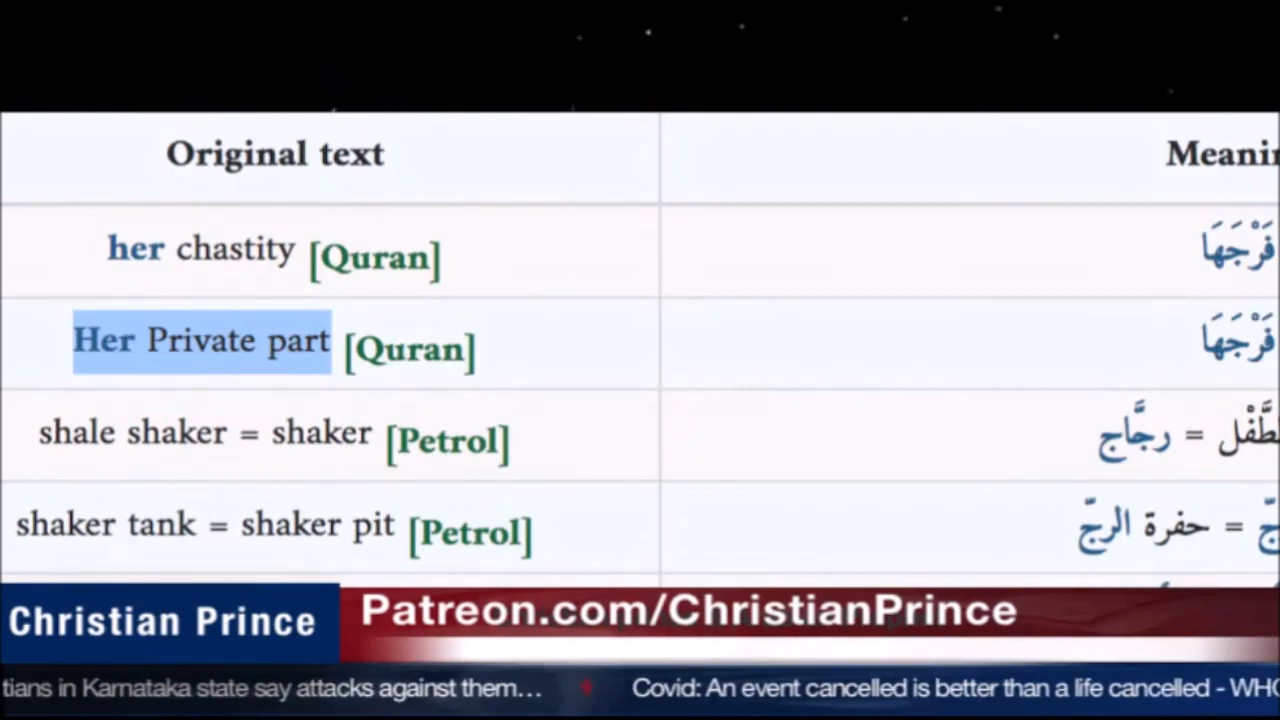 Original text
her chastity [Quran]
فَرْجَهَا
Her Private part [Quran]
فَرْجَهَا
shale shaker = shaker [Petrol]
= رجَّاج
shaker tank = shaker pit [Petrol]
= حفرة الرجّ
Christian Prince
Patreon.com/ChristianPrince
in Karnataka state say attacks against them... Covid: An event cancelled is better than a life cancelled - WHO